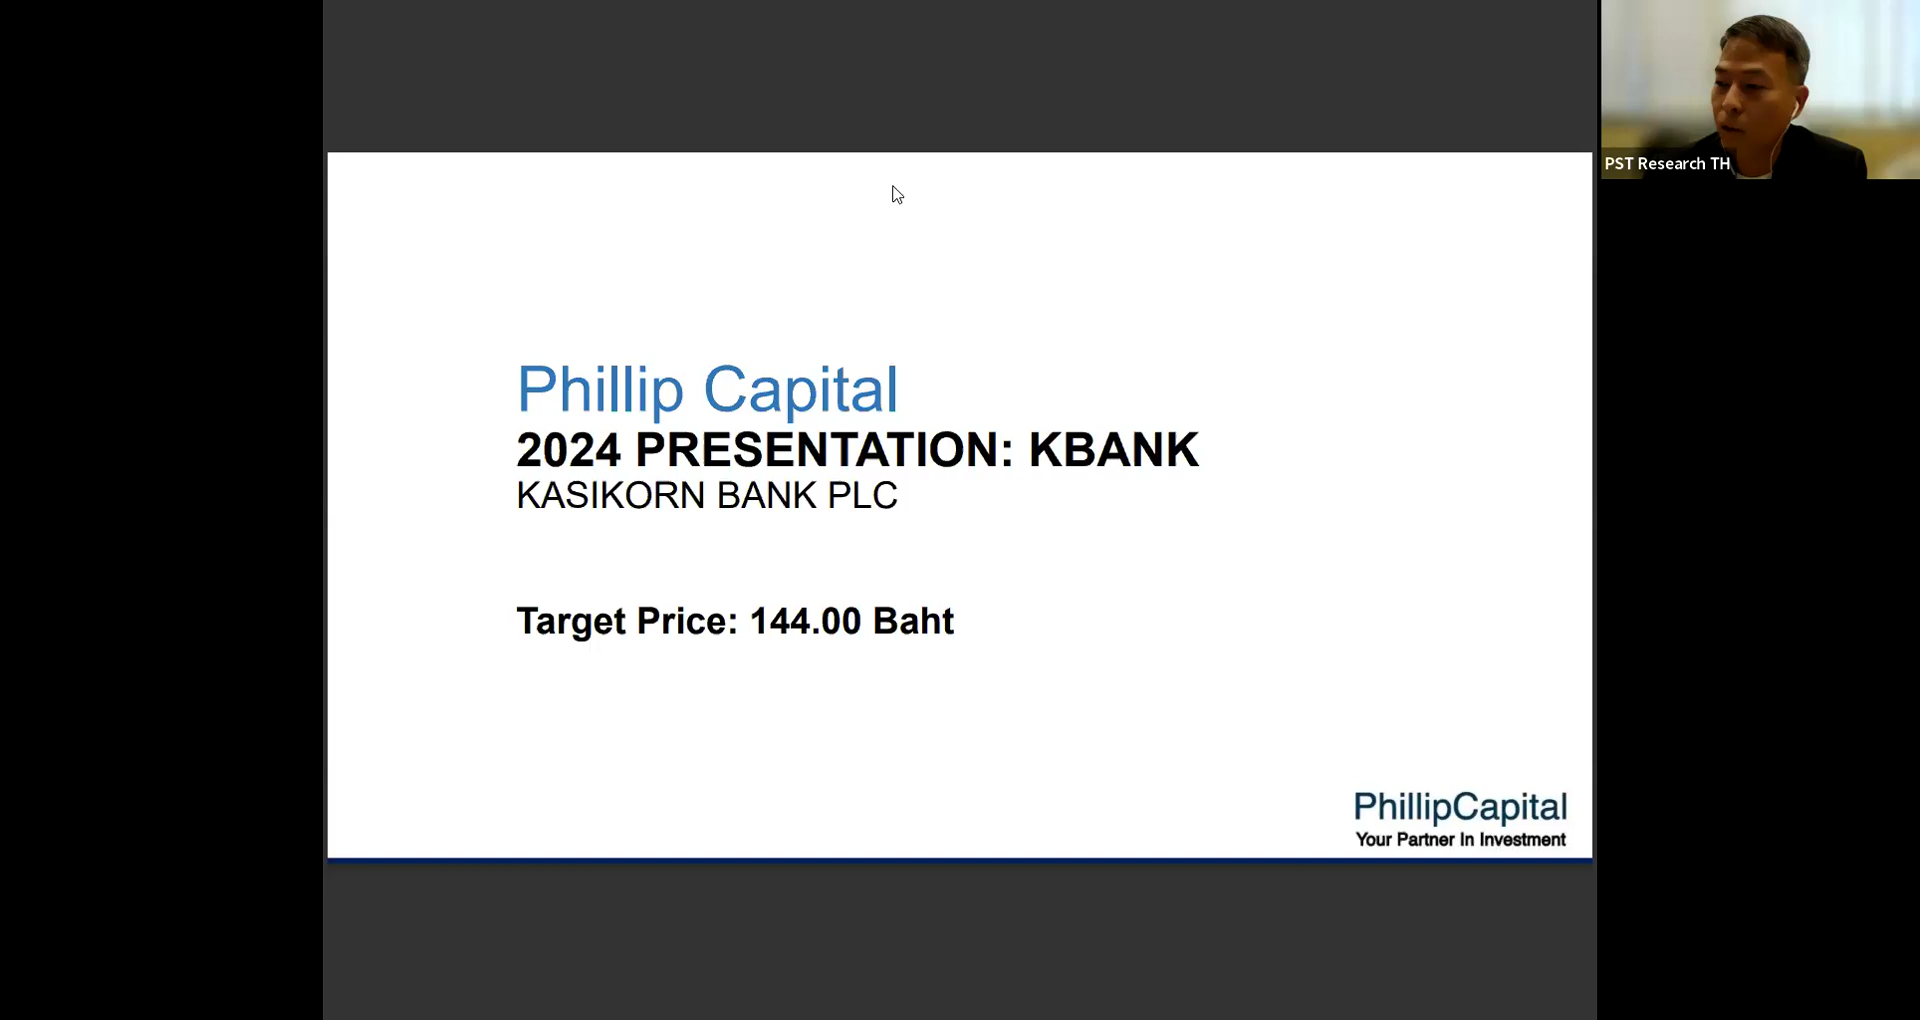 PST Research TH
Phillip Capital
2024 PRESENTATION: KBANK
KASIKORN BANK PLC
Target Price: 144.00 Baht
PhillipCapital
Your Partner In Investment